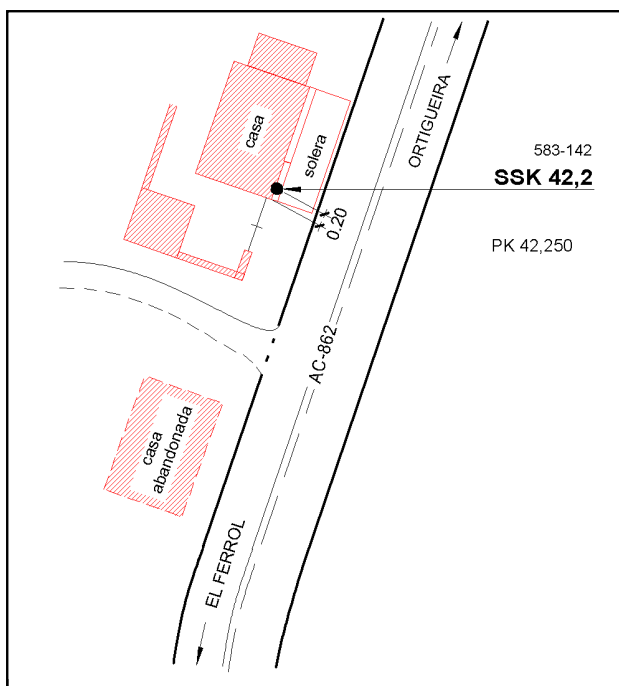 ORTIGUEIRA
casa
solera
583-142
SSK 42,2
0.20
PK 42,250
AC-862
casa
abandonada
EL FERROL